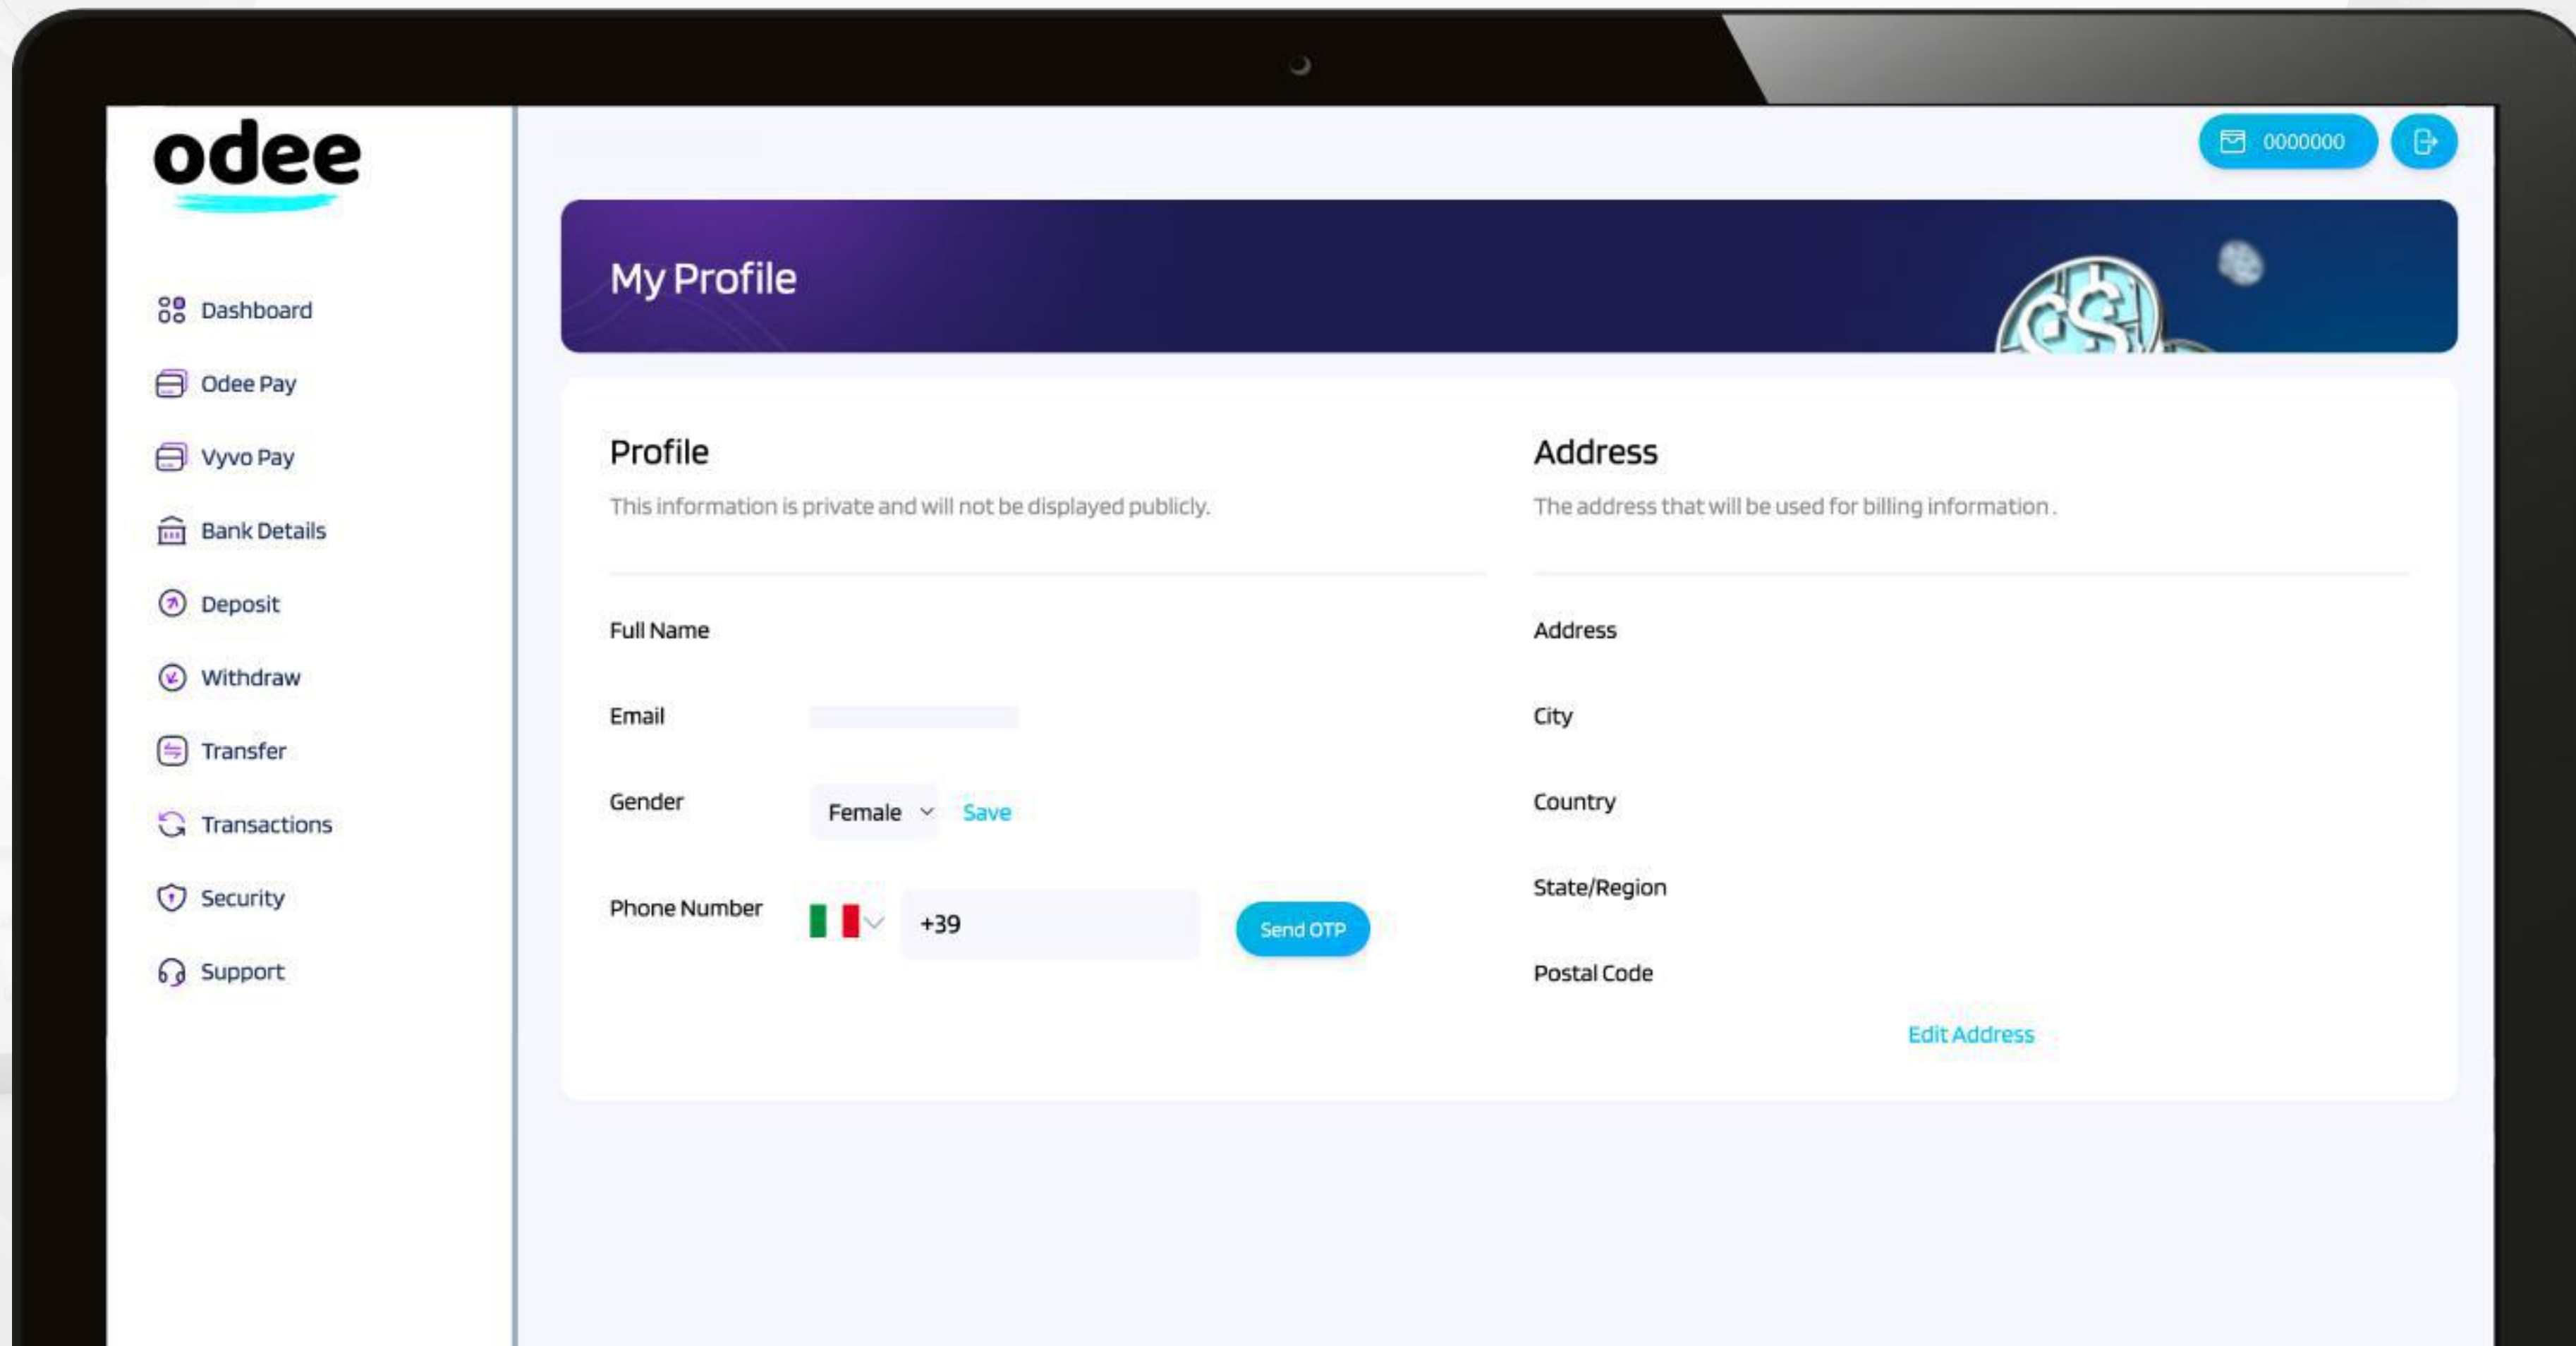 odee
0000000
Dashboard
Odee Pay
Vyvo Pay
Bank Details
Deposit
Withdraw
Transfer
Transactions
Security
Support
My Profile
Profile
This information is private and will not be displayed publicly.
Full Name
Email
Gender
Female
Save
Phone Number
+39
Send OTP
Address
The address that will be used for billing information.
Address
City
Country
State/Region
Postal Code
Edit Address